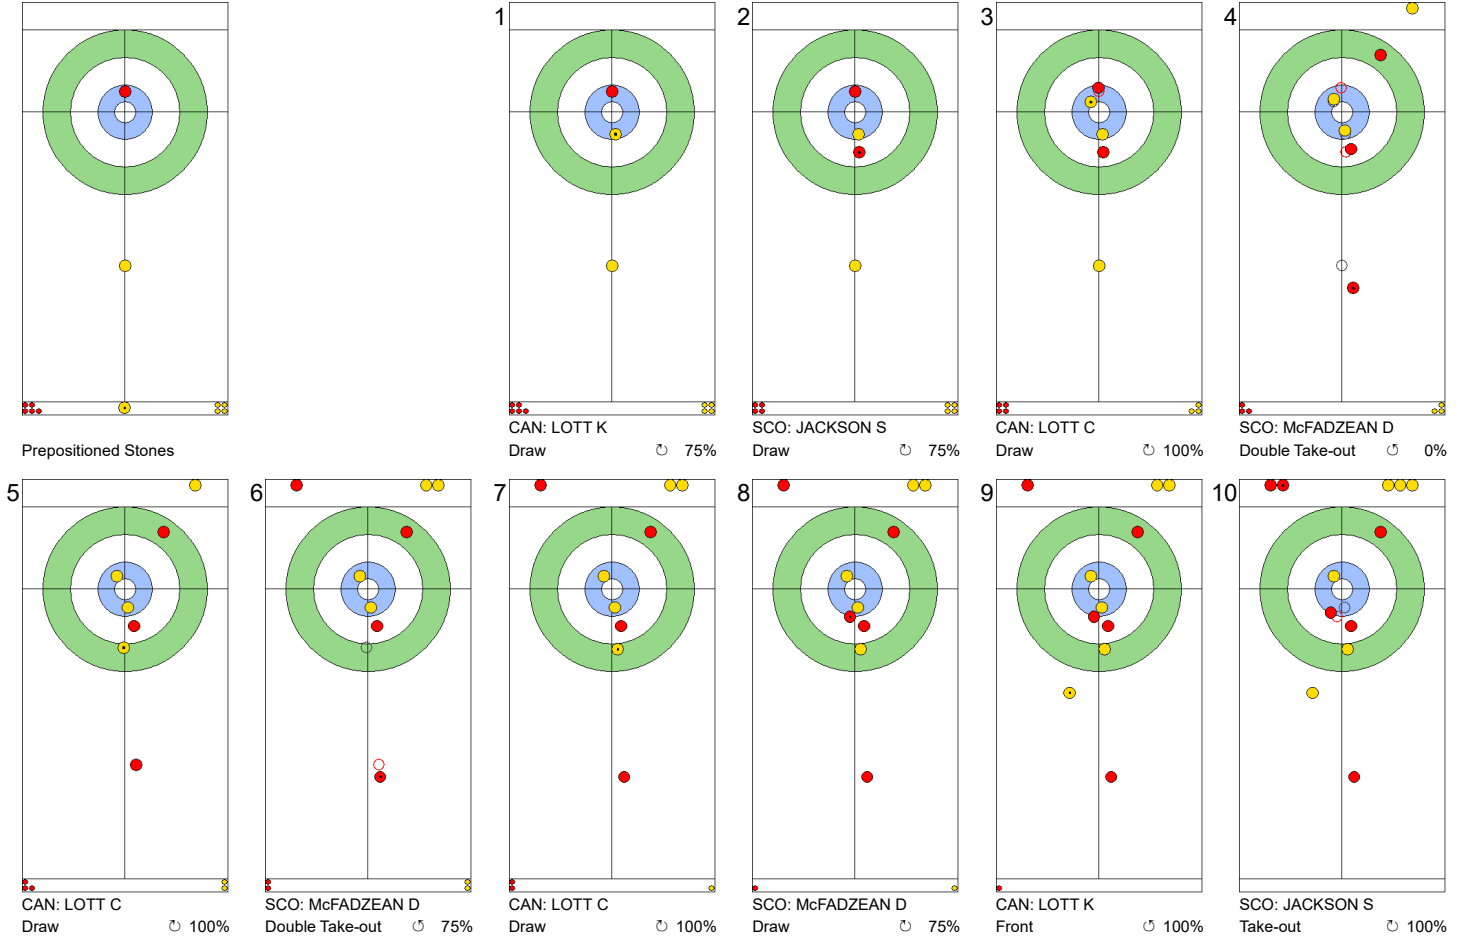 Prepositioned Stones
1
CAN: LOTT K
Draw ↻ 75%
2
SCO: JACKSON S
Draw ↻ 75%
3
CAN: LOTT C
Draw ↻ 100%
4
SCO: McFADZEAN D
Double Take-out ↺ 0%
5
CAN: LOTT C
Draw ↻ 100%
6
SCO: McFADZEAN D
Double Take-out ↺ 75%
7
CAN: LOTT C
Draw ↻ 100%
8
SCO: McFADZEAN D
Draw ↻ 75%
9
CAN: LOTT K
Front ↺ 100%
10
SCO: JACKSON S
Take-out ↻ 100%